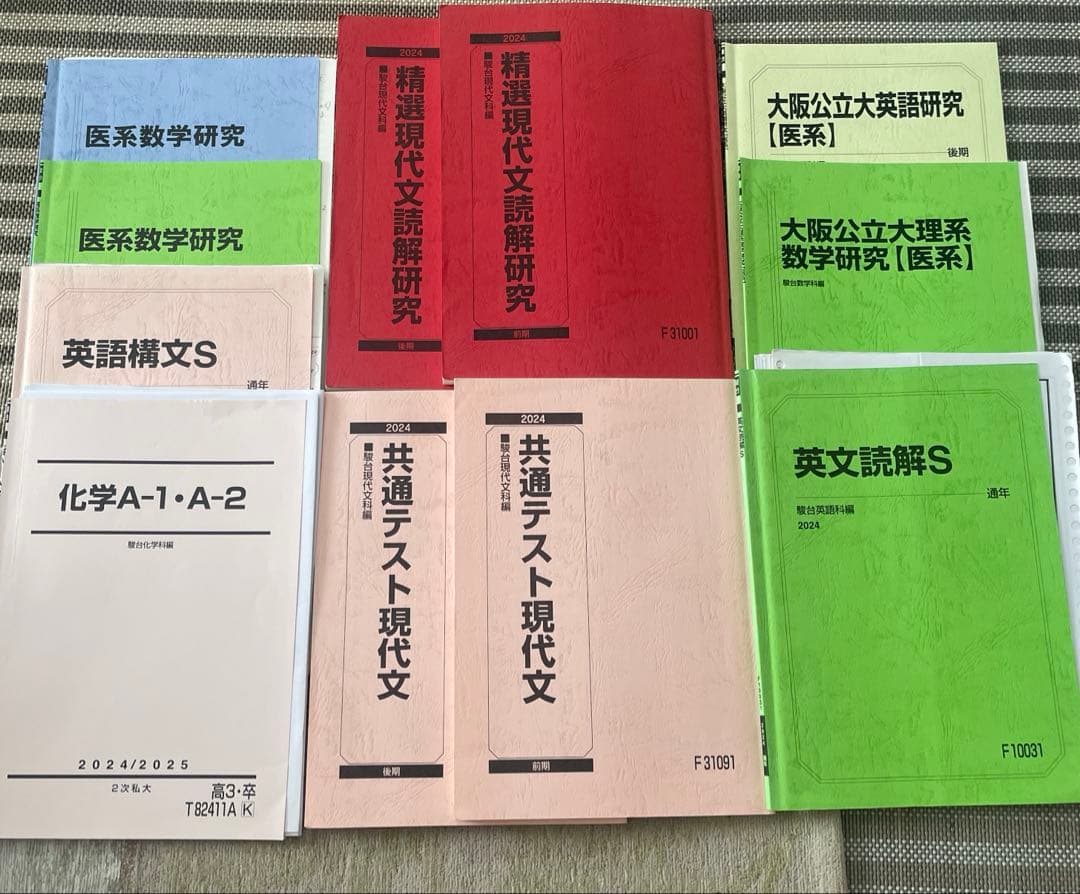 医系数学研究
医系数学研究
英語構文S
通年
化学A-1・A-2
駿台化学科編
2024/2025
2次私大
高3・卒
T82411A K
2024
精選現代文読解研究
■駿台現代文科編
後期
2024
精選現代文読解研究
■駿台現代文科編
前期
F31001
2024
共通テスト現代文
■駿台現代文科編
後期
2024
共通テスト現代文
■駿台現代文科編
前期
F31091
大阪公立大英語研究
【医系】
後期
大阪公立大理系
数学研究【医系】
駿台数学科編
英文読解S
通年
駿台英語科編
2024
F10031